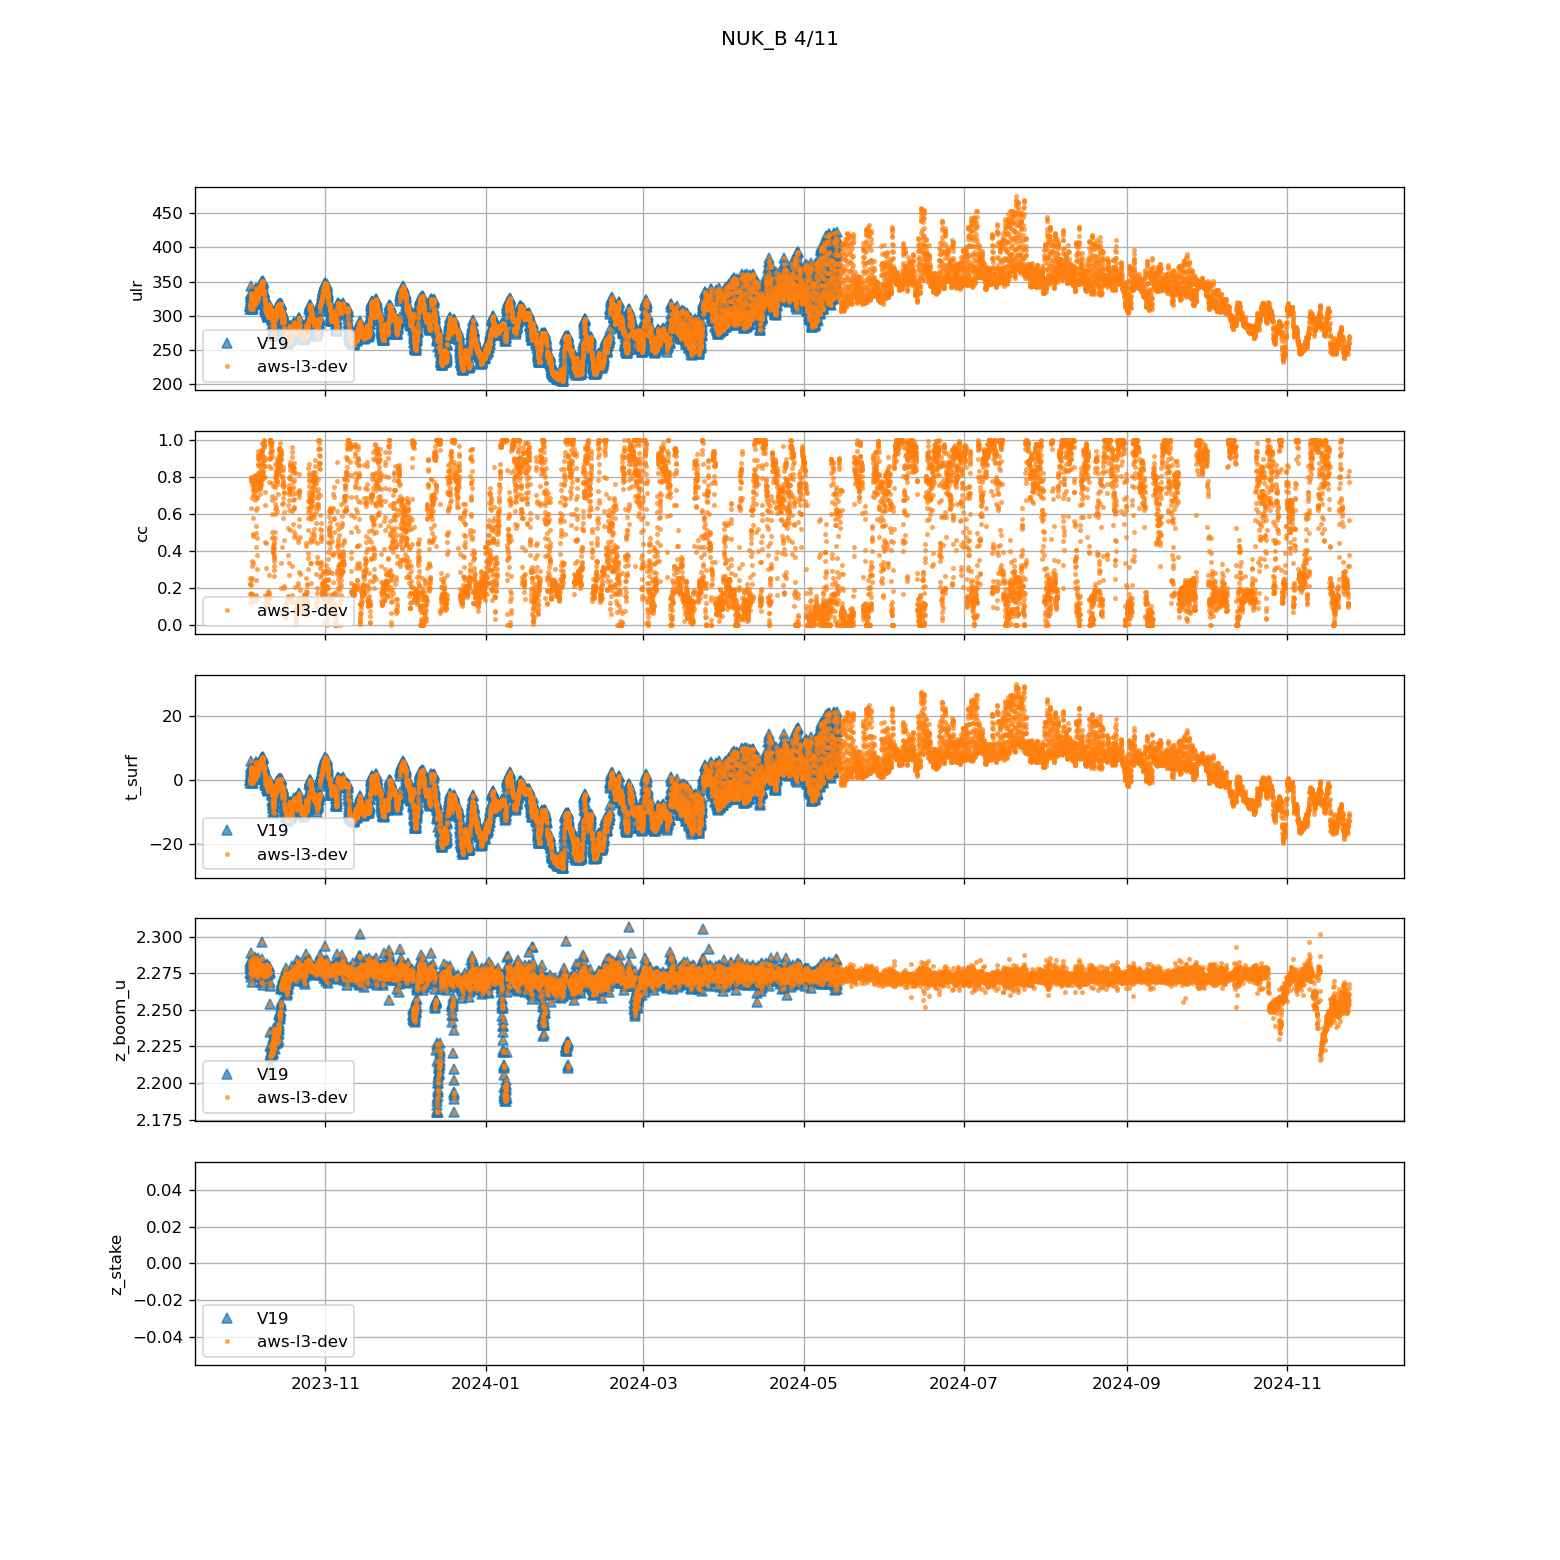 NUK_B 4/11
450
400
350
300
250
200
ulr
V19
aws-l3-dev
1.0
0.8
0.6
0.4
0.2
0.0
cc
aws-l3-dev
20
0
−20
t_surf
V19
aws-l3-dev
2.300
2.275
2.250
2.225
2.200
2.175
z_boom_u
V19
aws-l3-dev
0.04
0.02
0.00
−0.02
−0.04
z_stake
V19
aws-l3-dev
2023-11 2024-01 2024-03 2024-05 2024-07 2024-09 2024-11